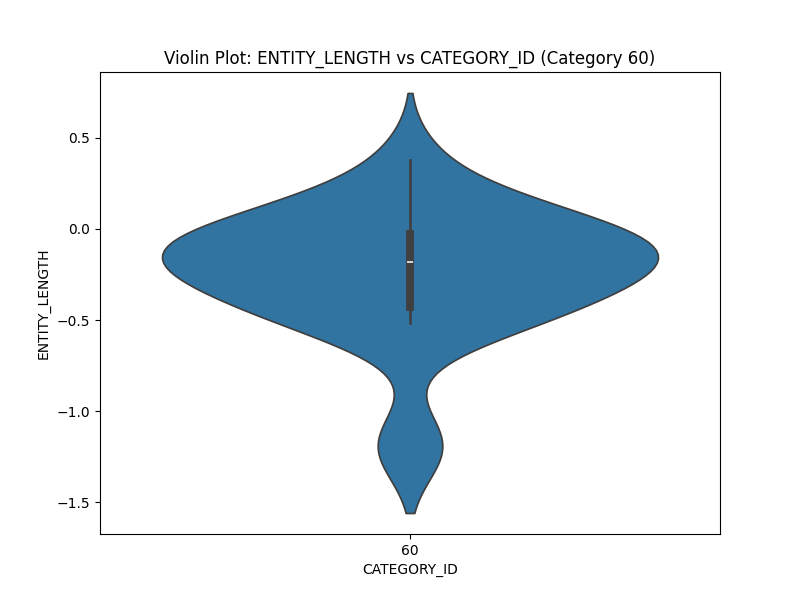 Violin Plot: ENTITY_LENGTH vs CATEGORY_ID (Category 60)
ENTITY_LENGTH
0.5
0.0
−0.5
−1.0
−1.5
60
CATEGORY_ID